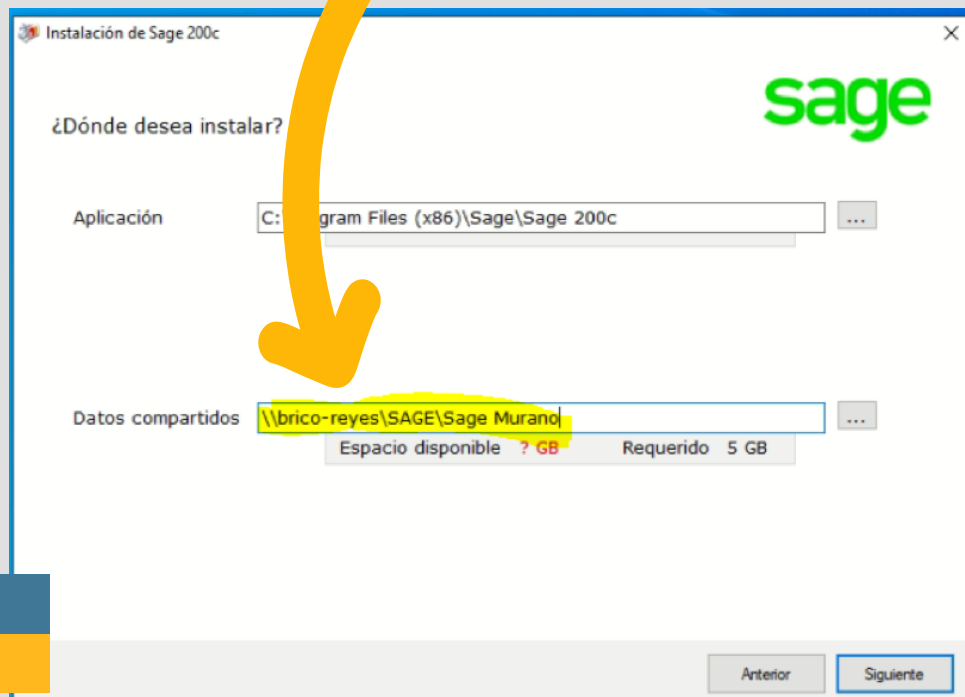 Instalación de Sage 200c
sage
¿Dónde desea instalar?
Aplicación C:\ gram Files (x86)\Sage\Sage 200c ...
Datos compartidos \\brico-reyes\SAGE\Sage Murano ...
Espacio disponible ? GB Requerido 5 GB
Anterior Siguiente